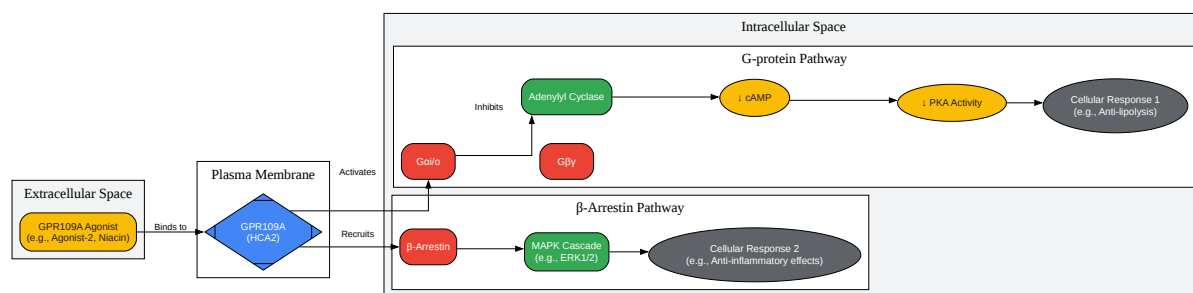 Intracellular Space
G-protein Pathway
Inhibits
Adenylyl Cyclase
↓ cAMP
↓ PKA Activity
Cellular Response 1
(e.g., Anti-lipolysis)
Gαi/o
Gβγ
Plasma Membrane
Activates
Extracellular Space
GPR109A Agonist
(e.g., Agonist-2, Niacin)
Binds to
GPR109A
(HCA2)
Recruits
β-Arrestin Pathway
β-Arrestin
MAPK Cascade
(e.g., ERK1/2)
Cellular Response 2
(e.g., Anti-inflammatory effects)